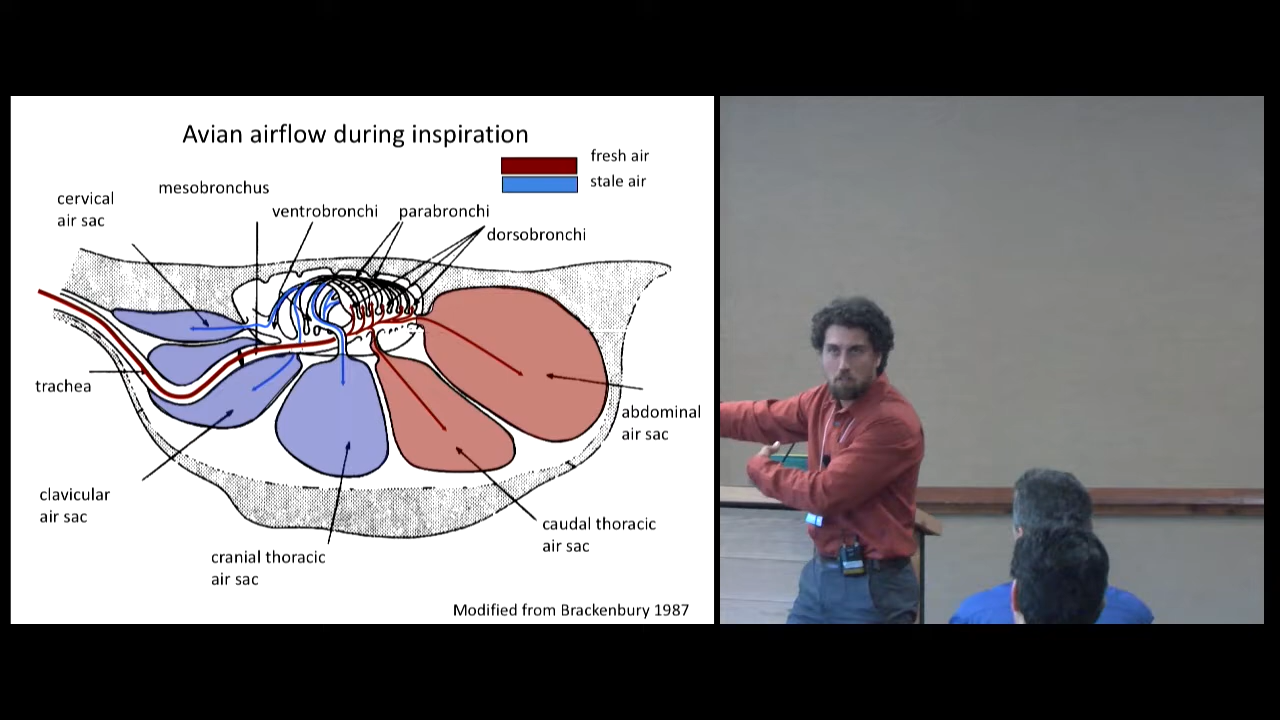 Avian airflow during inspiration
fresh air
stale air
mesobronchus
cervical
air sac
ventrobronchi
parabronchi
dorsobronchi
trachea
abdominal
air sac
clavicular
air sac
caudal thoracic
air sac
cranial thoracic
air sac
Modified from Brackenbury 1987